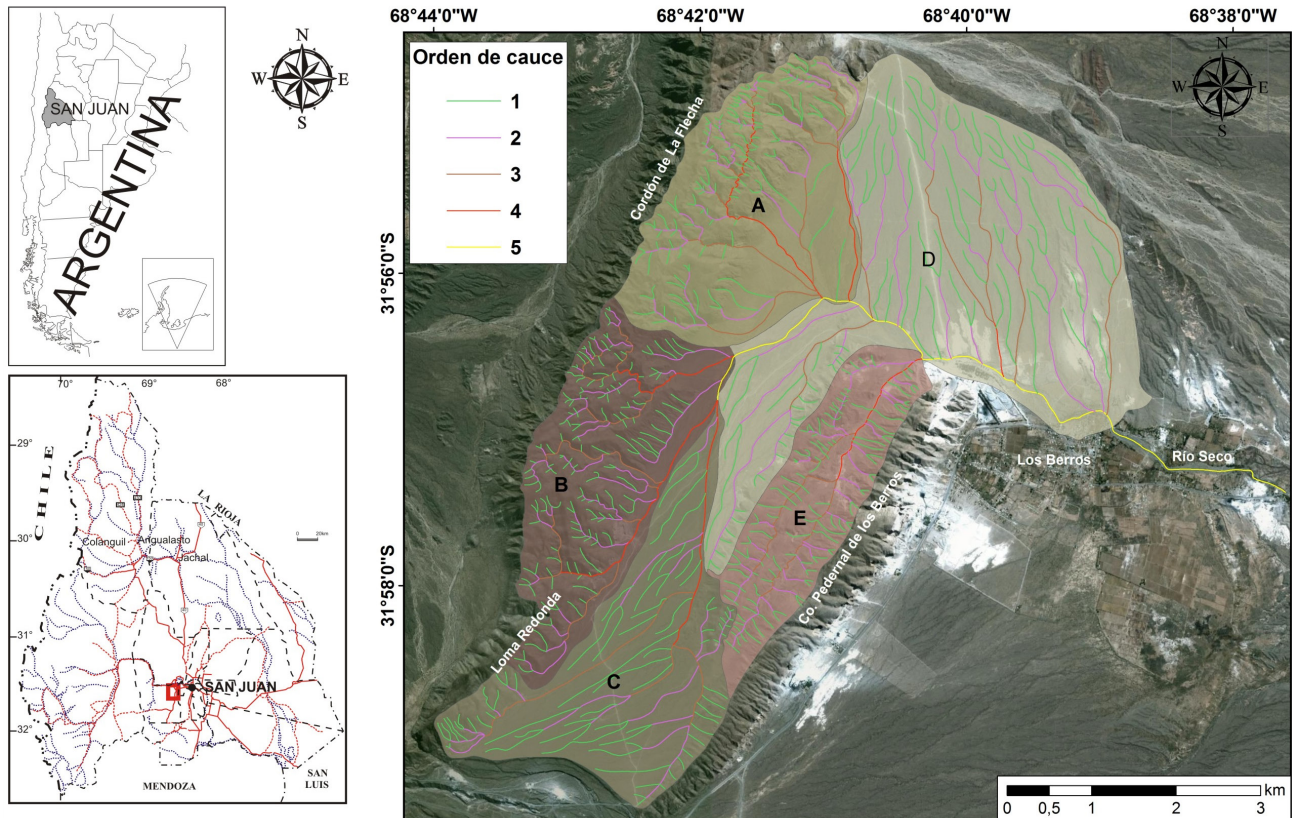 SAN JUAN
ARGENTINA
N
W E
S
70° 69° 68°
29°
30°
31°
32°
CHILE
LA RIOJA
0 20km
Colanguil
Angualasto
Jachal
SAN JUAN
MENDOZA
SAN LUIS
68°44'0"W 68°42'0"W 68°40'0"W 68°38'0"W
31°56'0"S
31°58'0"S
Orden de cauce
1
2
3
4
5
N
W E
S
Cordón de La Flecha
A
D
B
E
C
Loma Redonda
Co. Pedernal de los Berros
Los Berros
Río Seco
0 0,5 1 2 3 km